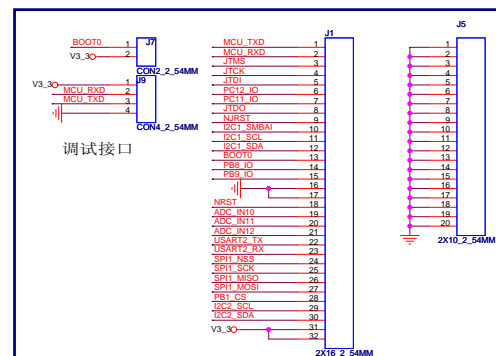 BOOT0
V3_3
1
2
J7
CON2_2_54MM
V3_3
MCU_RXD
MCU_TXD
1
2
3
4
J9
CON4_2_54MM
调试接口
J1
MCU_TXD 1
MCU_RXD 2
JTMS 3
JTCK 4
JTDI 5
PC12_IO 6
PC11_IO 7
JTDO 8
NJRST 9
I2C1_SMBAI 10
I2C1_SCL 11
I2C1_SDA 12
BOOT0 13
PB8_IO 14
PB9_IO 15
16
17
NRST 18
ADC_IN10 19
ADC_IN11 20
ADC_IN12 21
USART2_TX 22
USART2_RX 23
SPI1_NSS 24
SPI1_SCK 25
SPI1_MISO 26
SPI1_MOSI 27
PB1_CS 28
I2C2_SCL 29
I2C2_SDA 30
V3_3 31
32
2X16_2_54MM
J5
1
2
3
4
5
6
7
8
9
10
11
12
13
14
15
16
17
18
19
20
2X10_2_54MM